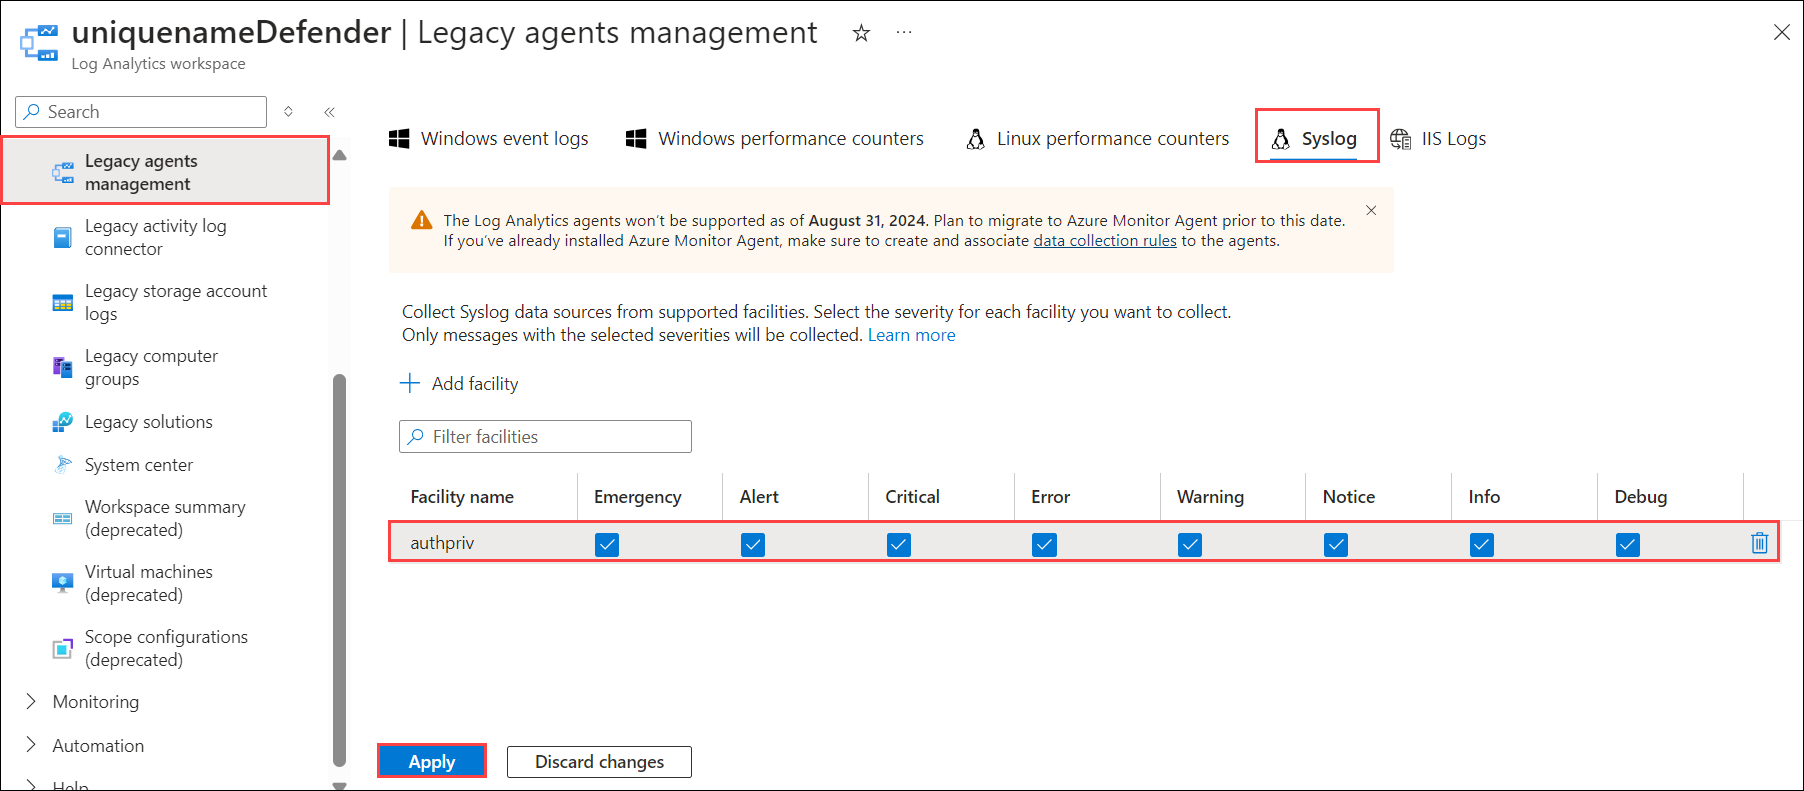 uniquenameDefender | Legacy agents management
Log Analytics workspace
Search
Legacy agents
management
Legacy activity log
connector
Legacy storage account
logs
Legacy computer
groups
Legacy solutions
System center
Workspace summary
(deprecated)
Virtual machines
(deprecated)
Scope configurations
(deprecated)
Monitoring
Automation
Help
Windows event logs
Windows performance counters
Linux performance counters
Syslog
IIS Logs
The Log Analytics agents won't be supported as of August 31, 2024. Plan to migrate to Azure Monitor Agent prior to this date.
If you've already installed Azure Monitor Agent, make sure to create and associate data collection rules to the agents.
Collect Syslog data sources from supported facilities. Select the severity for each facility you want to collect.
Only messages with the selected severities will be collected. Learn more
Add facility
Filter facilities
Facility name Emergency Alert Critical Error Warning Notice Info Debug
authpriv
Apply
Discard changes